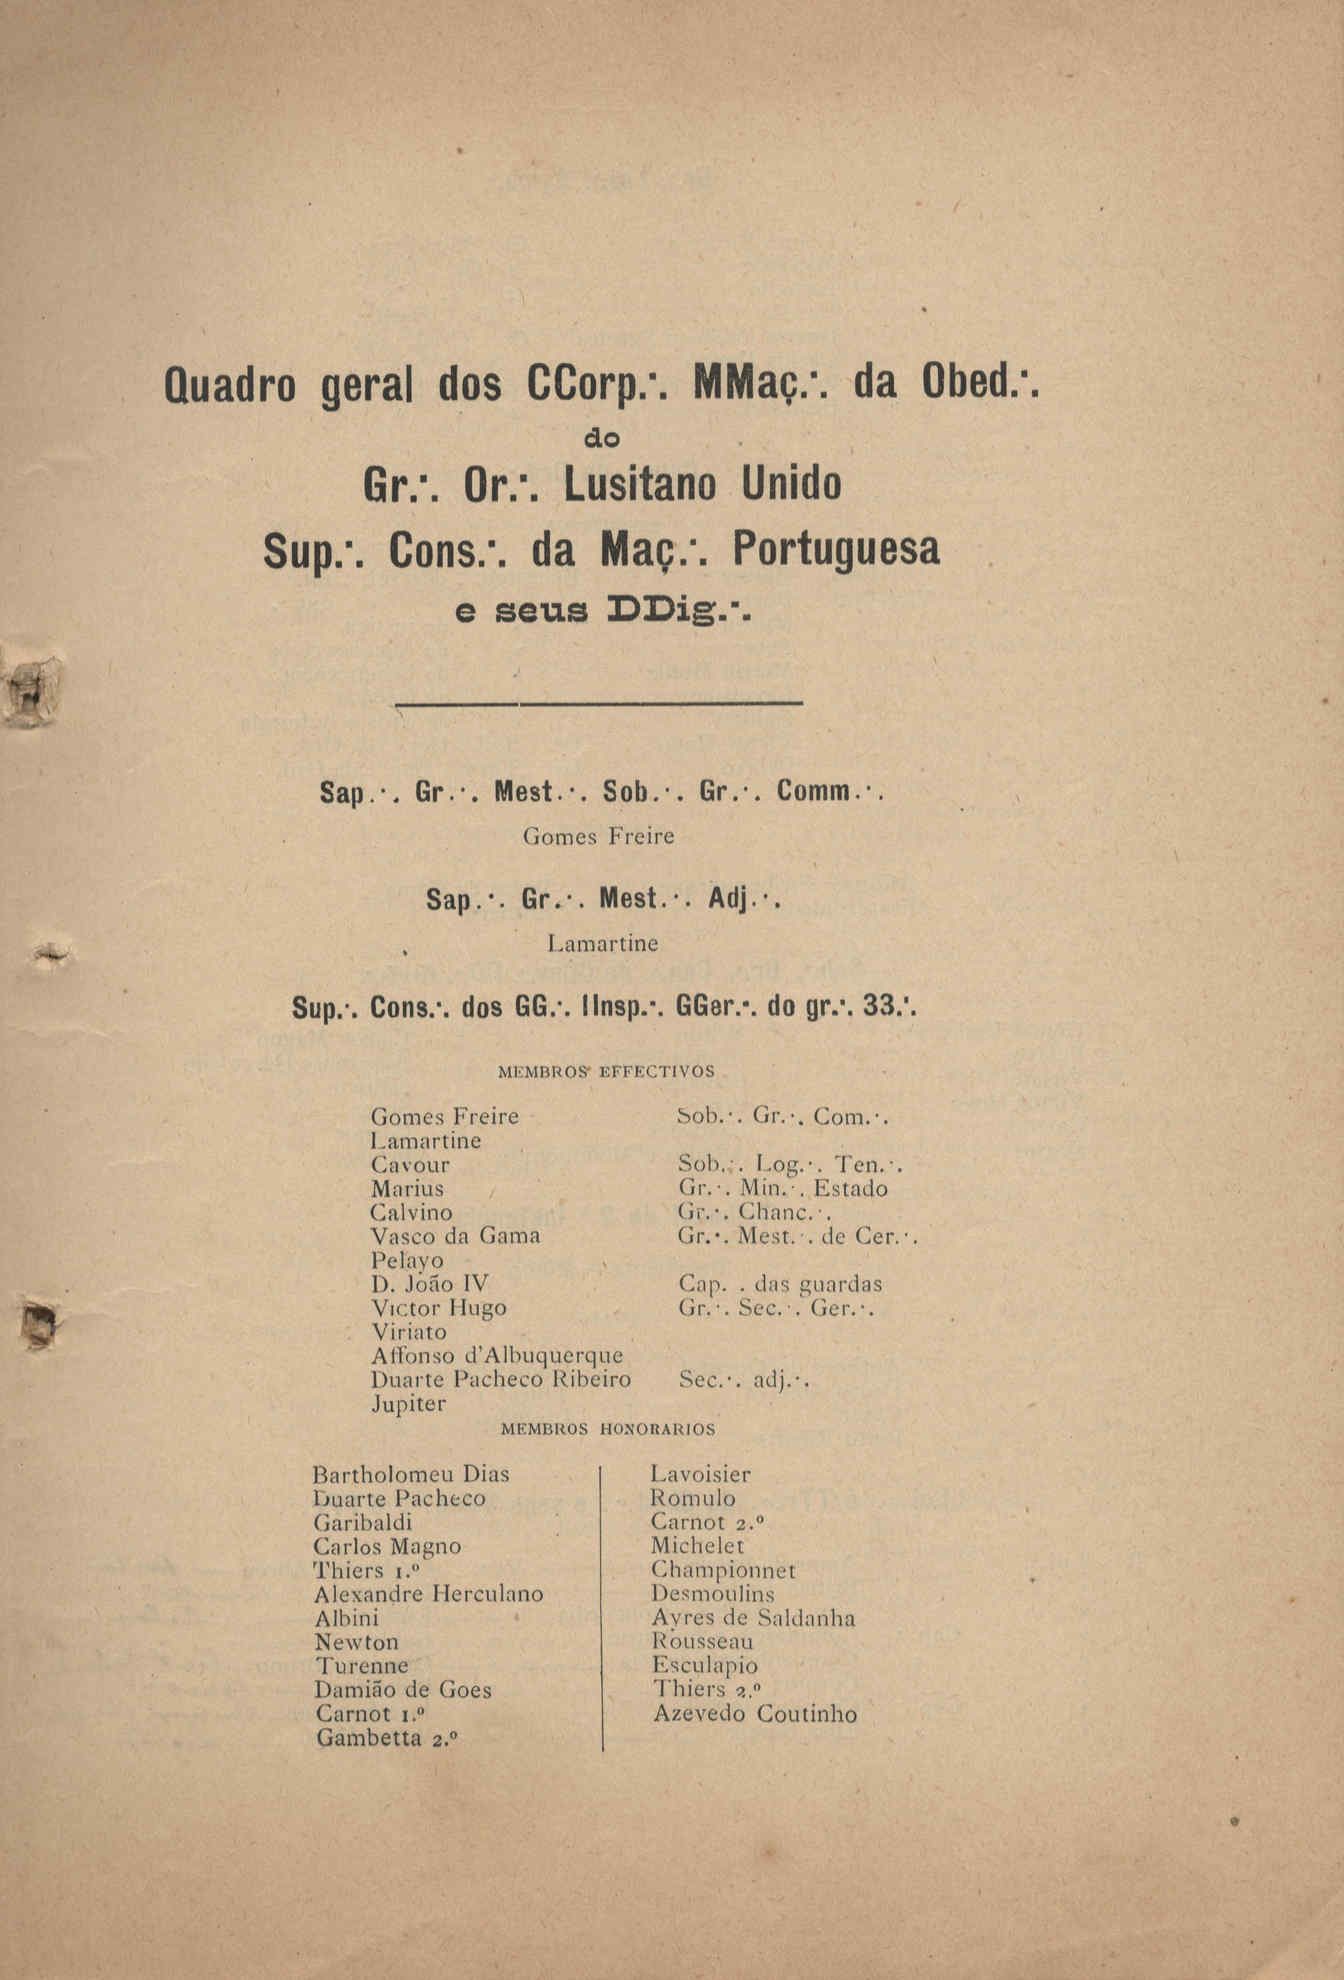 Quadro geral dos CCorp.∴ MMaç.∴ da Obed.∴
do
Gr.∴ Or.∴ Lusitano Unido
Sup.∴ Cons.∴ da Maç.∴ Portuguesa
e seus DDig.∴
Sap.∴ Gr.∴ Mest.∴ Sob.∴ Gr.∴ Comm.∴
Gomes Freire
Sap.∴ Gr.∴ Mest.∴ Adj.∴
Lamartine
Sup.∴ Cons.∴ dos GG.∴ IInsp.∴ GGer.∴ do gr.∴ 33.∴
MEMBROS EFFECTIVOS
Gomes Freire Sob.∴ Gr.∴ Com.∴
Lamartine
Cavour Sob.∴ Log.∴ Ten.∴
Marius Gr.∴ Min.∴ Estado
Calvino Gr.∴ Chanc.∴
Vasco da Gama Gr.∴ Mest.∴ de Cer.∴
Pelayo
D. João IV Cap. . das guardas
Victor Hugo Gr.∴ Sec.∴ Ger.∴
Viriato
Affonso d'Albuquerque
Duarte Pacheco Ribeiro Sec.∴ adj.∴
Jupiter
MEMBROS HONORARIOS
Bartholomeu Dias
Duarte Pacheco
Garibaldi
Carlos Magno
Thiers 1.º
Alexandre Herculano
Albini
Newton
Turenne
Damião de Goes
Carnot 1.º
Gambetta 2.º
Lavoisier
Romulo
Carnot 2.º
Michelet
Championnet
Desmoulins
Ayres de Saldanha
Rousseau
Esculapio
Thiers 2.º
Azevedo Coutinho